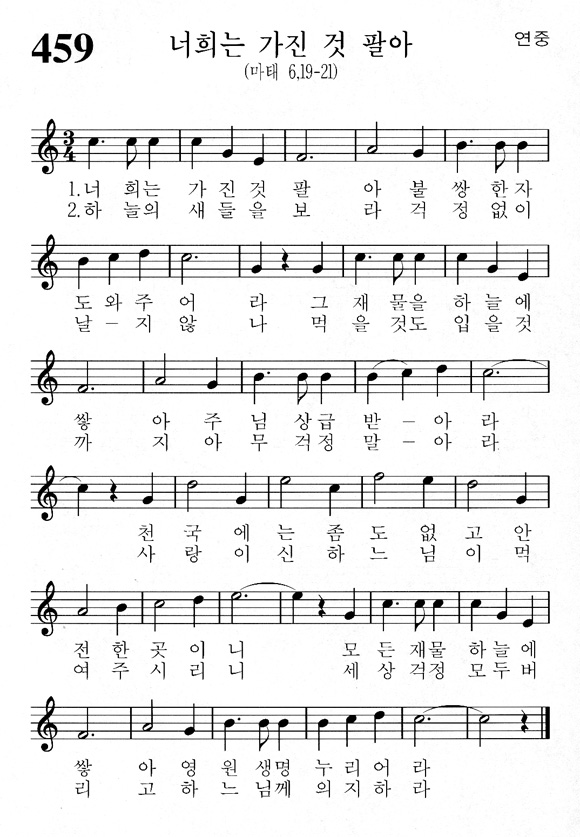 459
너희는 가진 것 팔아
연중
(마태 6,19-21)
3
4
1.너 희는 가 진 것 팔 아 불 쌍 한 자
2.하 늘의 새 들 을 보 라 걱 정 없 이
도 와 주 어 라 그 재 물을 하 늘 에
날 - 지 않 나 먹 을 것도 입 을 것
쌓 아 주 님 상 급 받 - 아 라
까 지 아 무 걱 정 말 - 아 라
천 국 에 는 좀 도 없 고 안
사 랑 이 신 하 느 님 이 먹
전 한 곳 이 니 모 든 재물 하 늘 에
여 주 시 리 니 세 상 걱정 모 두 버
쌓 아 영 원 생 명 누 리 어 라
리 고 하 느 님께 의 지 하 라